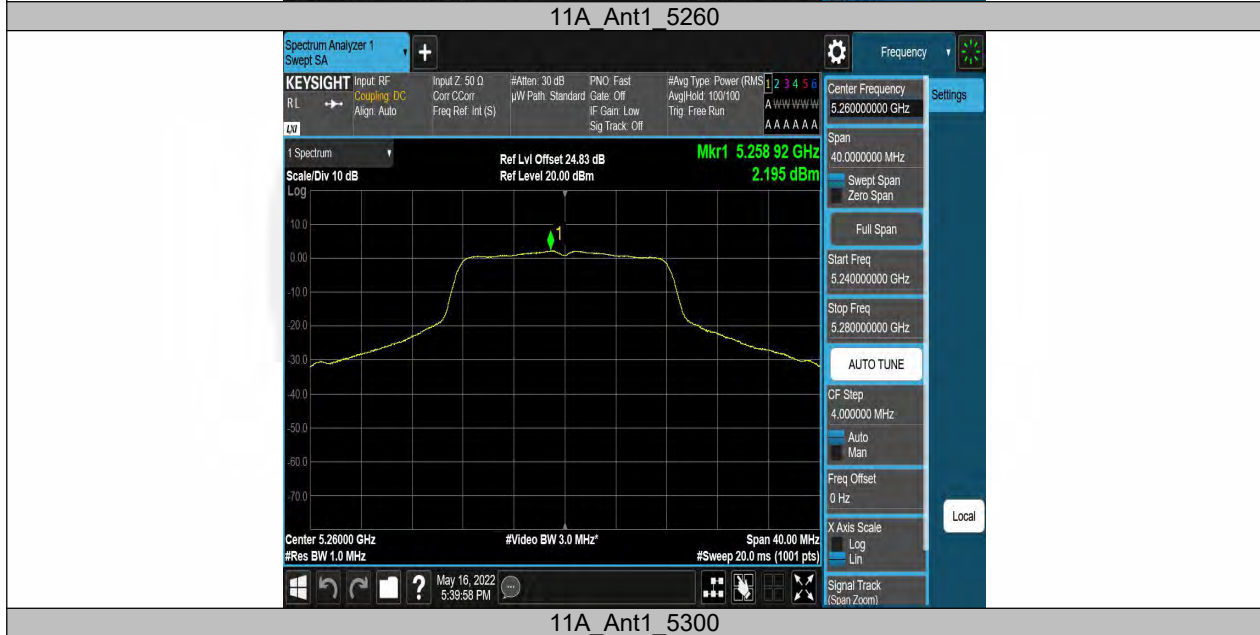 11A_Ant1_5260
Spectrum Analyzer 1
Swept SA
+
Frequency
KEYSIGHT
RL
LXI
Input: RF
Coupling: DC
Align: Auto
Input Z: 50 Ω
Corr CCorr
Freq Ref: Int (S)
#Atten: 30 dB
µW Path: Standard
PNO: Fast
Gate: Off
IF Gain: Low
Sig Track: Off
#Avg Type: Power (RMS
Avg|Hold: 100/100
Trig: Free Run
1 2 3 4 5 6
A W W W W W
A A A A A A
Center Frequency
5.260000000 GHz
Settings
1 Spectrum
Scale/Div 10 dB
Ref Lvl Offset 24.83 dB
Ref Level 20.00 dBm
Mkr1 5.258 92 GHz
2.195 dBm
Span
40.0000000 MHz
Swept Span
Zero Span
Full Span
Start Freq
5.240000000 GHz
Stop Freq
5.280000000 GHz
AUTO TUNE
CF Step
4.000000 MHz
Auto
Man
Freq Offset
0 Hz
X Axis Scale
Log
Lin
Signal Track
(Span Zoom)
Local
Log
10.0
0.00
-10.0
-20.0
-30.0
-40.0
-50.0
-60.0
-70.0
1
Center 5.26000 GHz
#Res BW 1.0 MHz
#Video BW 3.0 MHz*
Span 40.00 MHz
#Sweep 20.0 ms (1001 pts)
?
May 16, 2022
5:39:58 PM
11A_Ant1_5300